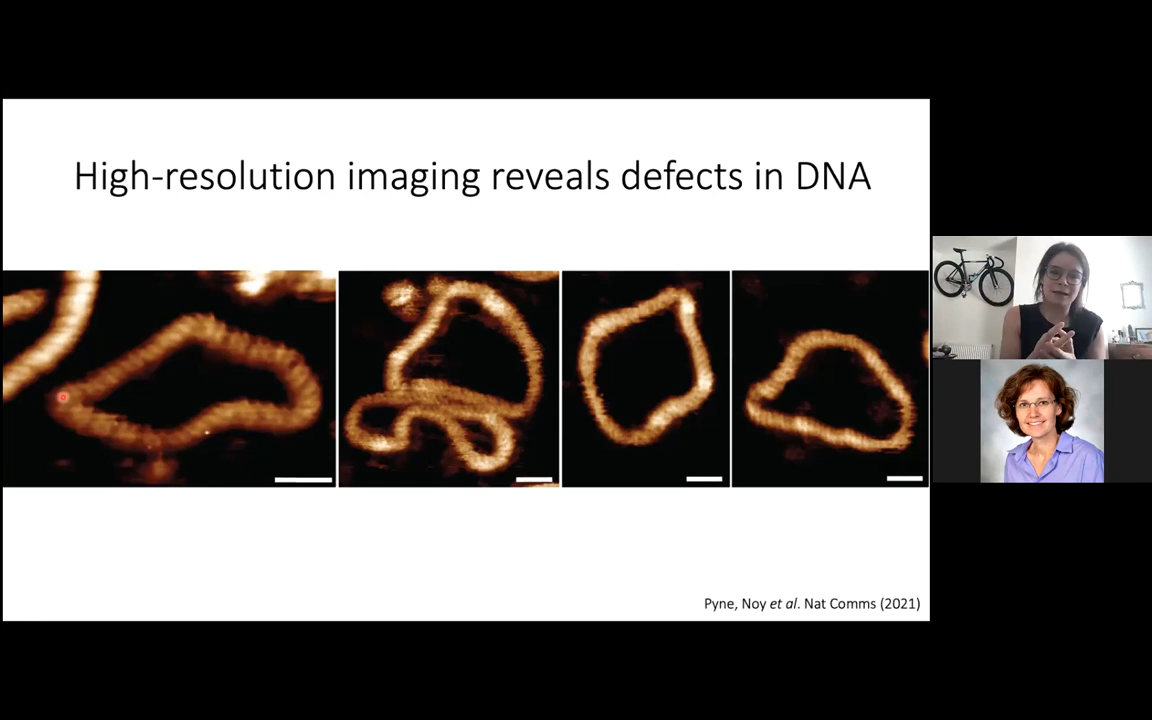 High-resolution imaging reveals defects in DNA
Pyne, Noy et al. Nat Comms (2021)